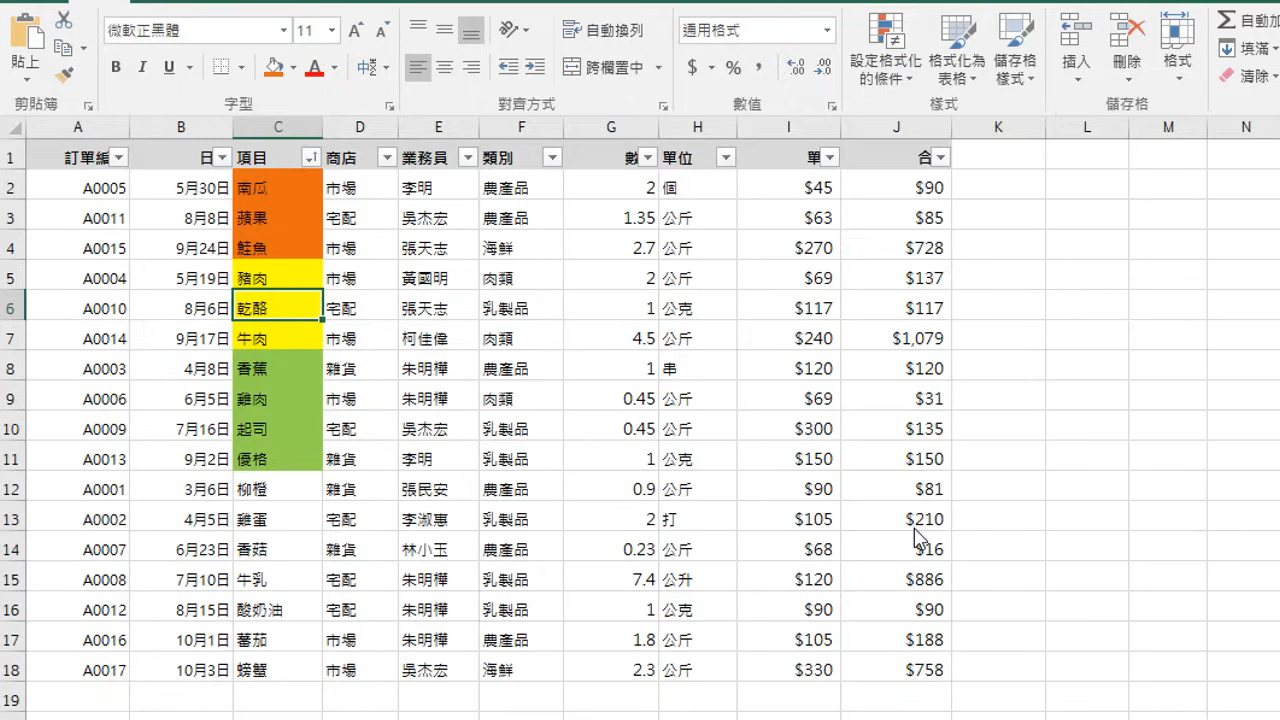 微軟正黑體 11 自動換列 通用格式 Σ 自動加
貼上 B I U A 中 跨欄置中 $ % , 設定格式化的條件 格式化為表格 儲存格樣式 插入 刪除 格式 填滿 清除
剪貼簿 字型 對齊方式 數值 樣式 儲存格
A B C D E F G H I J K L M N
1 訂單編 日 項目 商店 業務員 類別 數 單位 單 合
2 A0005 5月30日 南瓜 市場 李明 農產品 2 個 $45 $90
3 A0011 8月8日 蘋果 宅配 吳杰宏 農產品 1.35 公斤 $63 $85
4 A0015 9月24日 鮭魚 市場 張天志 海鮮 2.7 公斤 $270 $728
5 A0004 5月19日 豬肉 市場 黃國明 肉類 2 公斤 $69 $137
6 A0010 8月6日 乾酪 宅配 張天志 乳製品 1 公克 $117 $117
7 A0014 9月17日 牛肉 市場 柯佳偉 肉類 4.5 公斤 $240 $1,079
8 A0003 4月8日 香蕉 雜貨 朱明樺 農產品 1 串 $120 $120
9 A0006 6月5日 雞肉 市場 朱明樺 肉類 0.45 公斤 $69 $31
10 A0009 7月16日 起司 宅配 吳杰宏 乳製品 0.45 公斤 $300 $135
11 A0013 9月2日 優格 雜貨 李明 乳製品 1 公克 $150 $150
12 A0001 3月6日 柳橙 雜貨 張民安 農產品 0.9 公斤 $90 $81
13 A0002 4月5日 雞蛋 宅配 李淑惠 乳製品 2 打 $105 $210
14 A0007 6月23日 香菇 雜貨 林小玉 農產品 0.23 公斤 $68 $16
15 A0008 7月10日 牛乳 宅配 朱明樺 乳製品 7.4 公升 $120 $886
16 A0012 8月15日 酸奶油 宅配 朱明樺 乳製品 1 公克 $90 $90
17 A0016 10月1日 蕃茄 市場 朱明樺 農產品 1.8 公斤 $105 $188
18 A0017 10月3日 螃蟹 市場 吳杰宏 海鮮 2.3 公斤 $330 $758
19